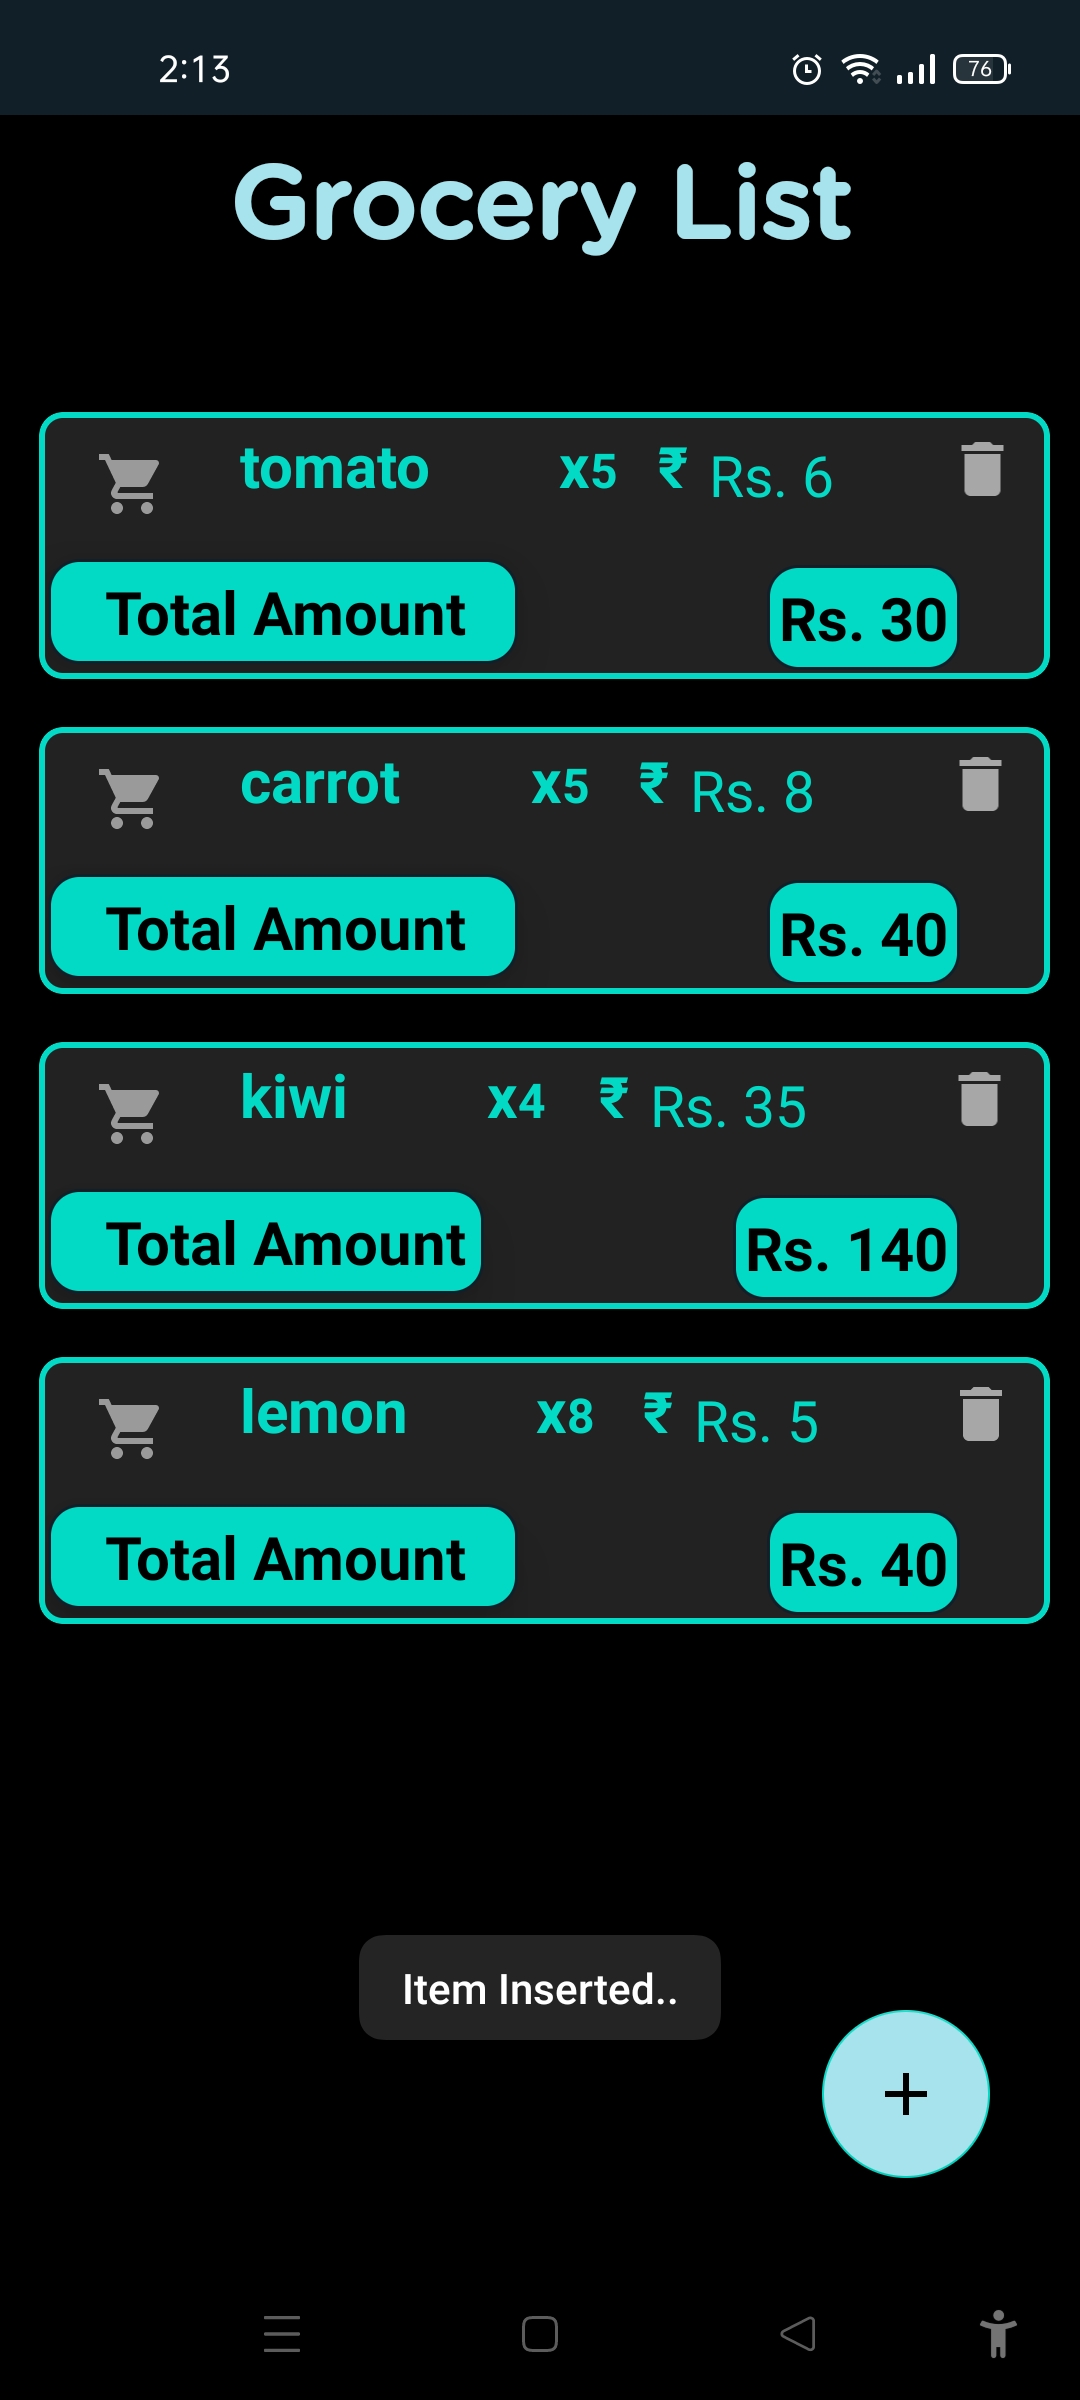 2:13 76
Grocery List
tomato x5 ₹ Rs. 6
Total Amount Rs. 30
carrot x5 ₹ Rs. 8
Total Amount Rs. 40
kiwi x4 ₹ Rs. 35
Total Amount Rs. 140
lemon x8 ₹ Rs. 5
Total Amount Rs. 40
Item Inserted..